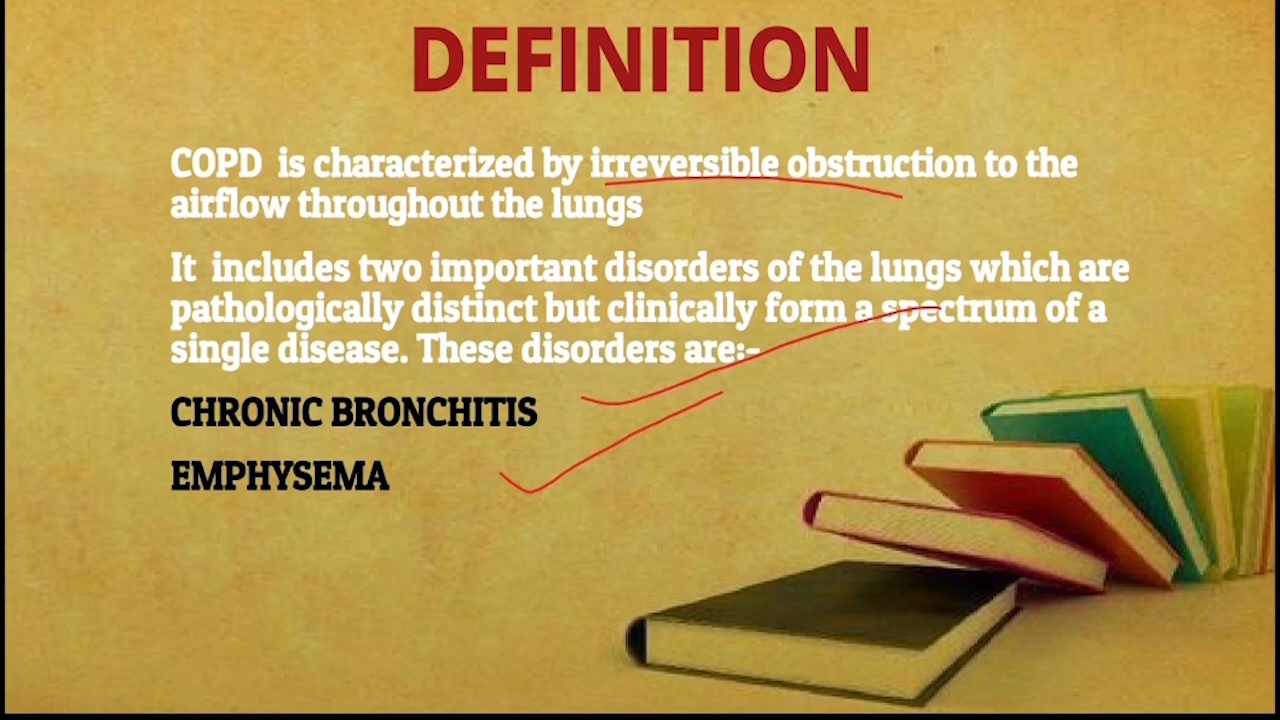 DEFINITION
COPD is characterized by irreversible obstruction to the
airflow throughout the lungs
It includes two important disorders of the lungs which are
pathologically distinct but clinically form a spectrum of a
single disease. These disorders are:-
CHRONIC BRONCHITIS
EMPHYSEMA